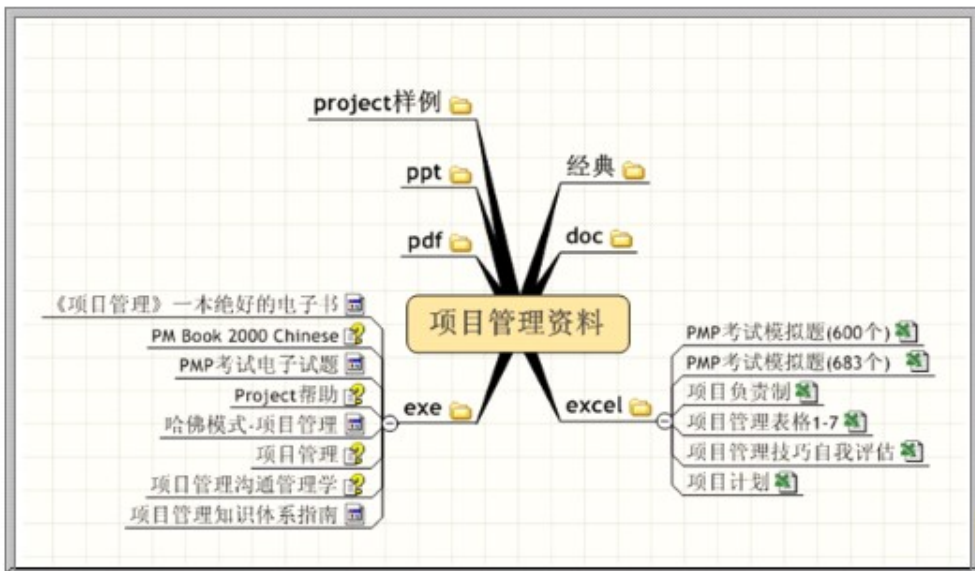 project样例
ppt
pdf
经典
doc
项目管理资料
exe
《项目管理》一本绝好的电子书
PM Book 2000 Chinese
PMP考试电子试题
Project帮助
哈佛模式-项目管理
项目管理
项目管理沟通管理学
项目管理知识体系指南
excel
PMP考试模拟题(600个)
PMP考试模拟题(683个)
项目负责制
项目管理表格1-7
项目管理技巧自我评估
项目计划